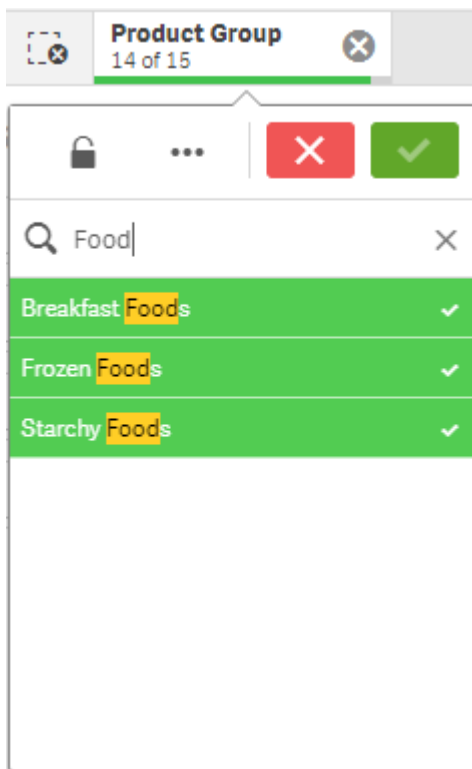 Product Group
14 of 15
Food
Breakfast Foods
Frozen Foods
Starchy Foods